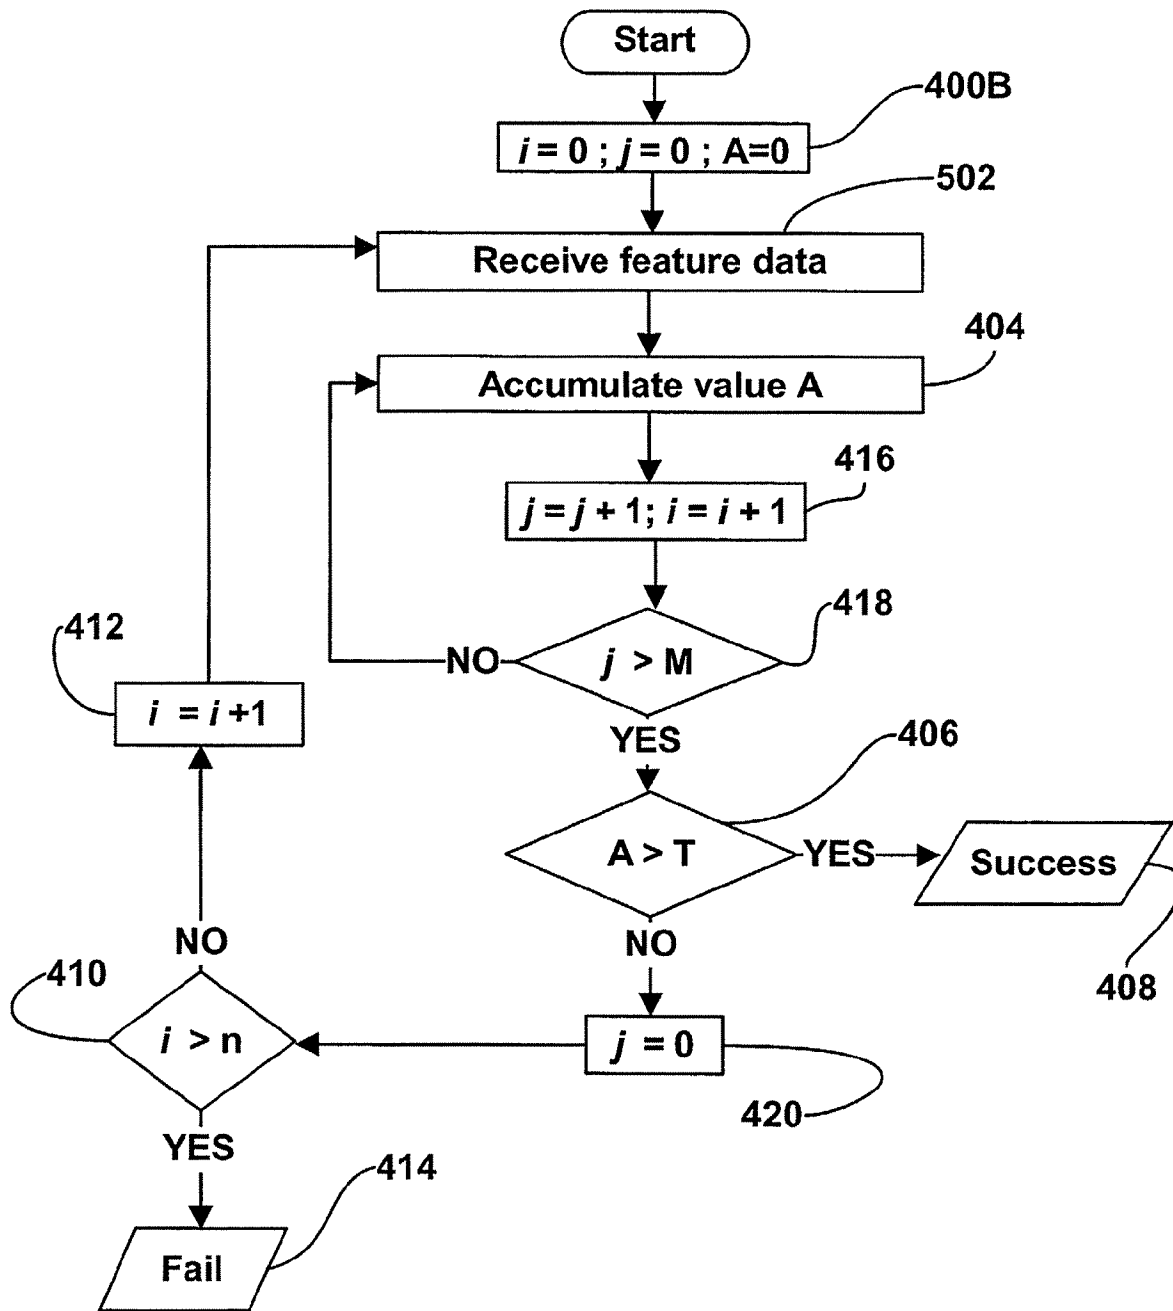 Start
400B
i = 0 ; j = 0 ; A=0
502
Receive feature data
404
Accumulate value A
416
j = j + 1; i = i + 1
412
418
NO
j > M
i = i +1
YES
406
A > T
YES
Success
NO
NO
410
408
i > n
j = 0
420
YES
414
Fail